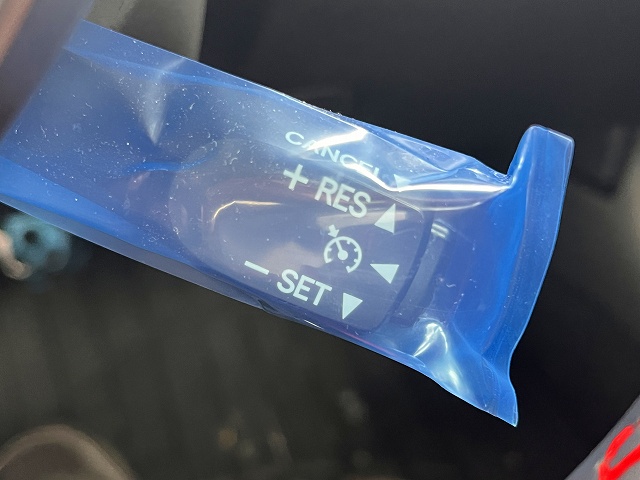 CANCEL ▼
+ RES ▲
◀
− SET ▼